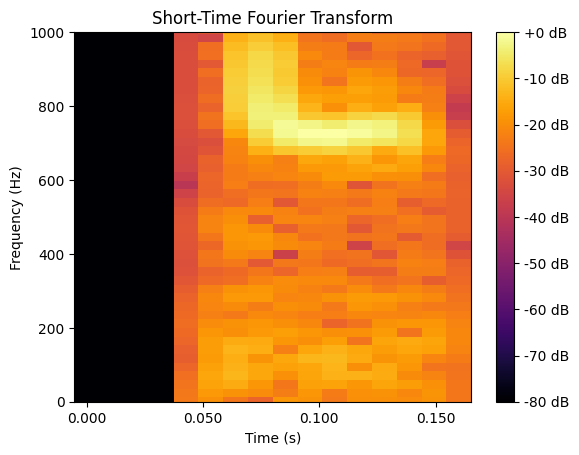 Short-Time Fourier Transform
Frequency (Hz)
1000
800
600
400
200
0
0.000 0.050 0.100 0.150
Time (s)
+0 dB
-10 dB
-20 dB
-30 dB
-40 dB
-50 dB
-60 dB
-70 dB
-80 dB